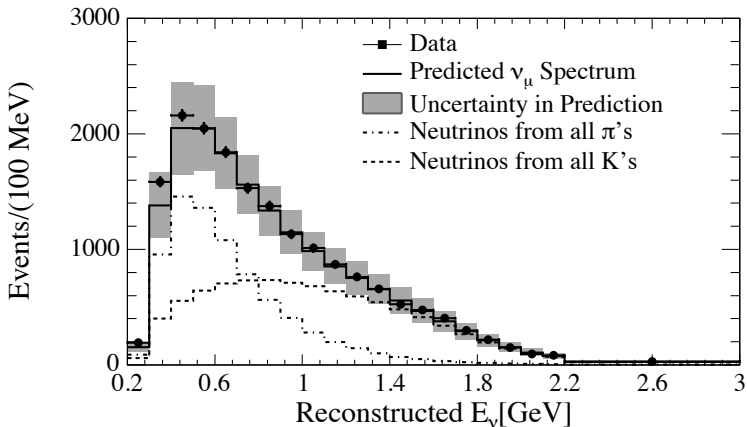 3000
2000
1000
0
Events/(100 MeV)
Data
Predicted νμ Spectrum
Uncertainty in Prediction
Neutrinos from all π's
Neutrinos from all K's
0.2 0.6 1 1.4 1.8 2.2 2.6 3
Reconstructed Eν[GeV]